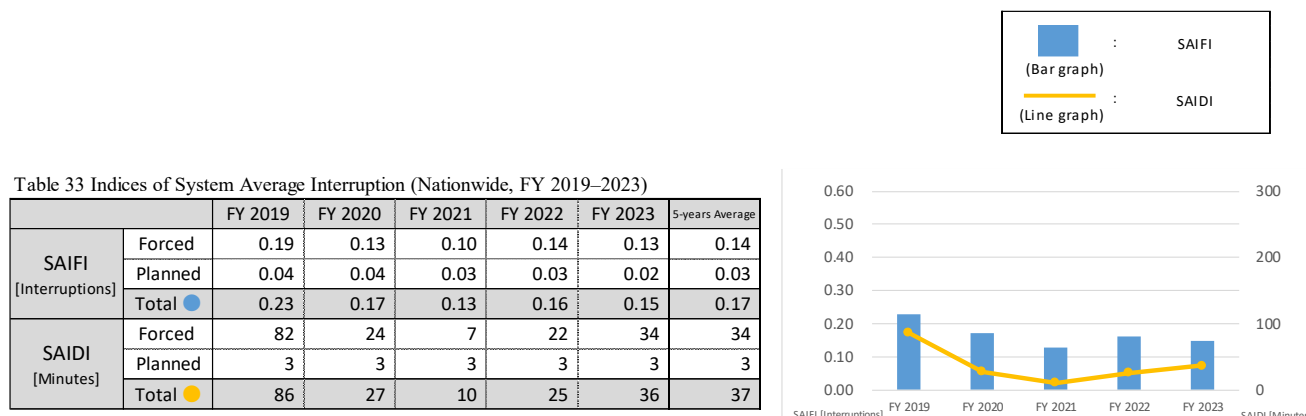 : SAIFI
(Bar graph)
: SAIDI
(Line graph)
Table 33 Indices of System Average Interruption (Nationwide, FY 2019–2023)
FY 2019 FY 2020 FY 2021 FY 2022 FY 2023 5-years Average
SAIFI
[Interruptions]
Forced 0.19 0.13 0.10 0.14 0.13 0.14
Planned 0.04 0.04 0.03 0.03 0.02 0.03
Total 0.23 0.17 0.13 0.16 0.15 0.17
SAIDI
[Minutes]
Forced 82 24 7 22 34 34
Planned 3 3 3 3 3 3
Total 86 27 10 25 36 37
0.60 300
0.50
0.40 200
0.30
0.20 100
0.10
0.00 0
FY 2019 FY 2020 FY 2021 FY 2022 FY 2023
SAIFI [Interruptions] SAIDI [Minutes